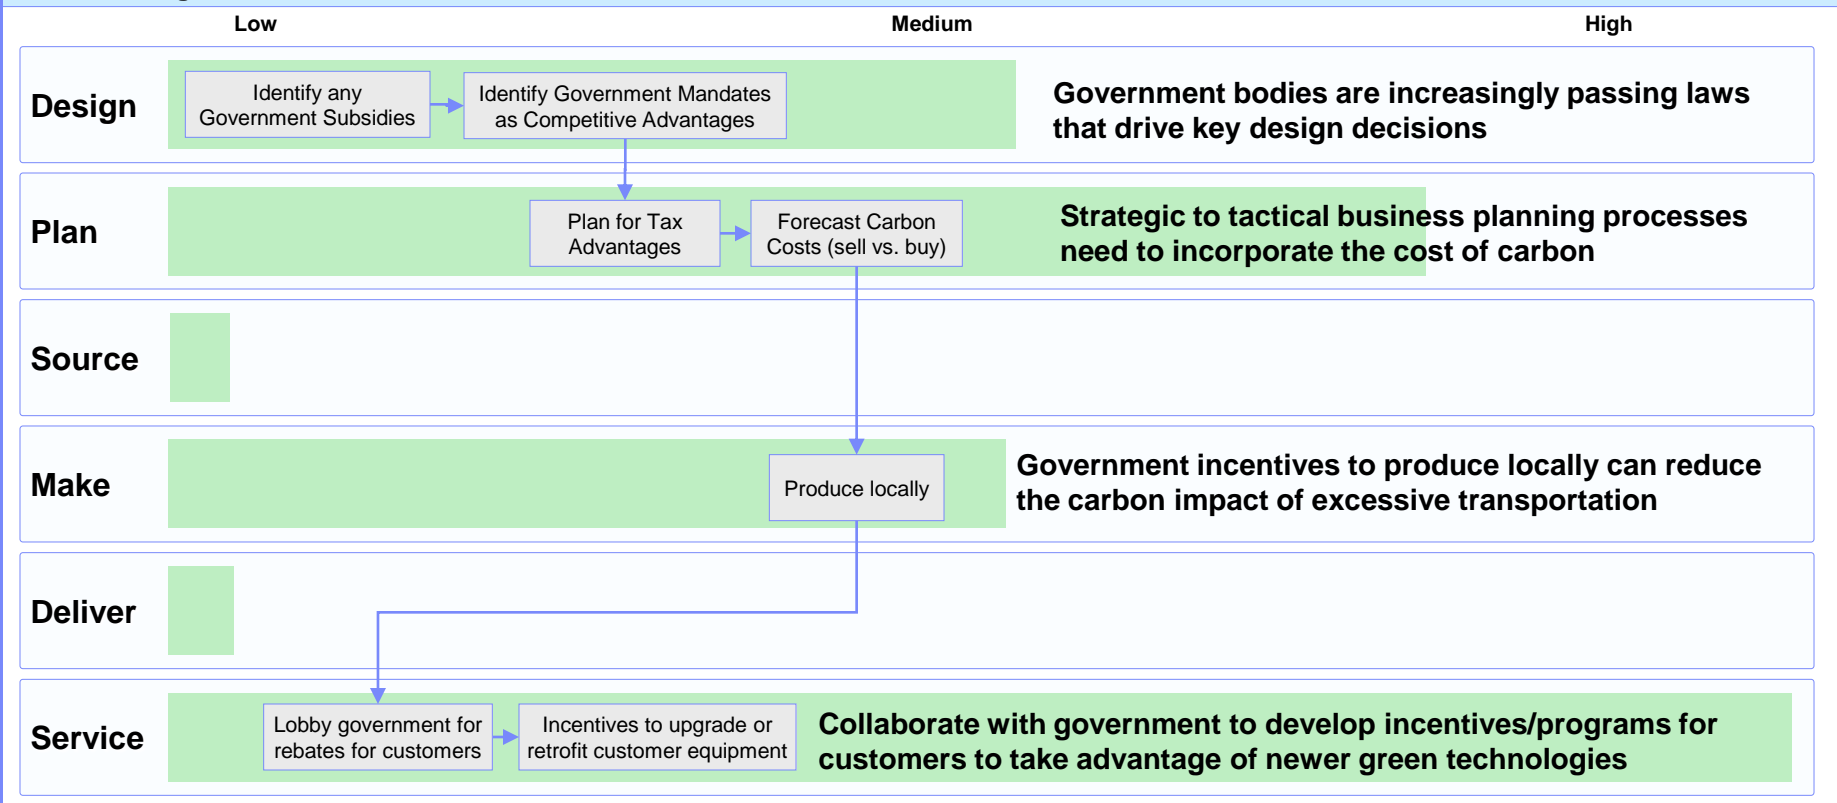 Low Medium High
Design
Identify any
Government Subsidies
Identify Government Mandates
as Competitive Advantages
Government bodies are increasingly passing laws
that drive key design decisions
Plan
Plan for Tax
Advantages
Forecast Carbon
Costs (sell vs. buy)
Strategic to tactical business planning processes
need to incorporate the cost of carbon
Source
Make
Produce locally
Government incentives to produce locally can reduce
the carbon impact of excessive transportation
Deliver
Service
Lobby government for
rebates for customers
Incentives to upgrade or
retrofit customer equipment
Collaborate with government to develop incentives/programs for
customers to take advantage of newer green technologies